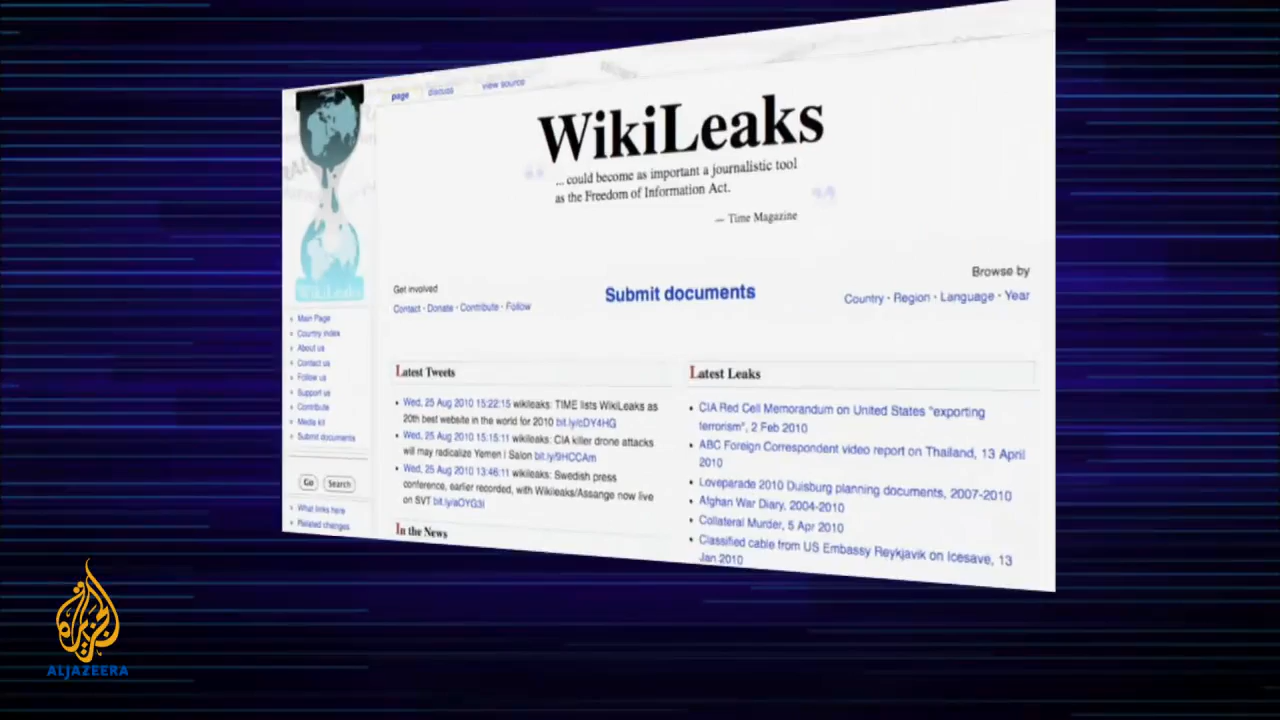 page discuss view source
WikiLeaks
... could become as important a journalistic tool
as the Freedom of Information Act.
— Time Magazine
Get involved
Contact · Donate · Contribute · Follow
Submit documents
Browse by
Country · Region · Language · Year
WikiLeaks
Main Page
Country Index
About us
Contact us
Follow us
Support us
Contribute
Media kit
Submit documents
Go Search
What links here
Related changes
Latest Tweets
Wed, 25 Aug 2010 15:22:15 wikileaks: TIME lists WikiLeaks as
20th best website in the world for 2010 bit.ly/cDY4HG
Wed, 25 Aug 2010 15:15:11 wikileaks: CIA killer drone attacks
will may radicalize Yemen | Salon bit.ly/9HCCAm
Wed, 25 Aug 2010 13:46:11 wikileaks: Swedish press
conference, earlier recorded, with Wikileaks/Assange now live
on SVT bit.ly/aOYG3i
In the News
Latest Leaks
CIA Red Cell Memorandum on United States "exporting
terrorism", 2 Feb 2010
ABC Foreign Correspondent video report on Thailand, 13 April
2010
Loveparade 2010 Duisburg planning documents, 2007-2010
Afghan War Diary, 2004-2010
Collateral Murder, 5 Apr 2010
Classified cable from US Embassy Reykjavik on Icesave, 13
Jan 2010
الجزيرة
ALJAZEERA